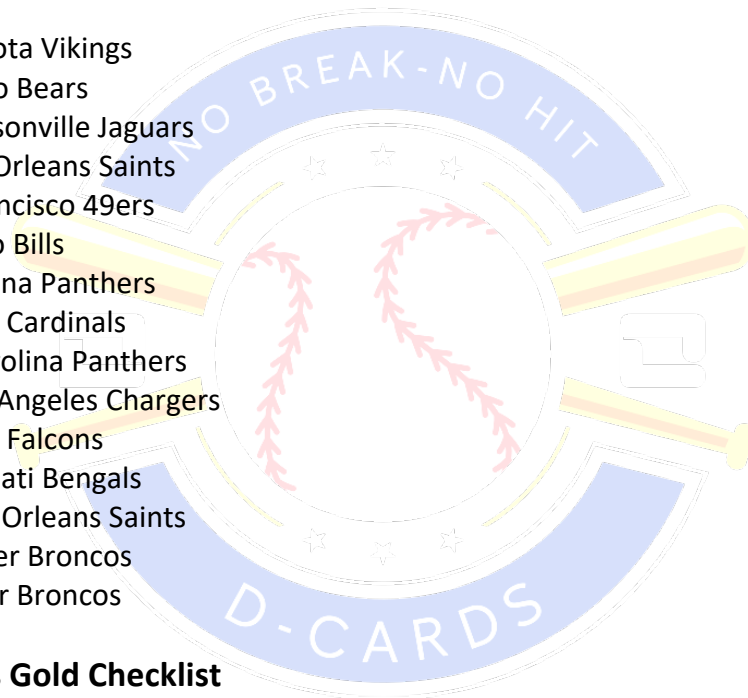 ota Vikings
o Bears
sonville Jaguars
Orleans Saints
ncisco 49ers
o Bills
na Panthers
Cardinals
olina Panthers
Angeles Chargers
Falcons
ati Bengals
Orleans Saints
er Broncos
r Broncos
Gold Checklist
NO BREAK-NO HIT
D-CARDS